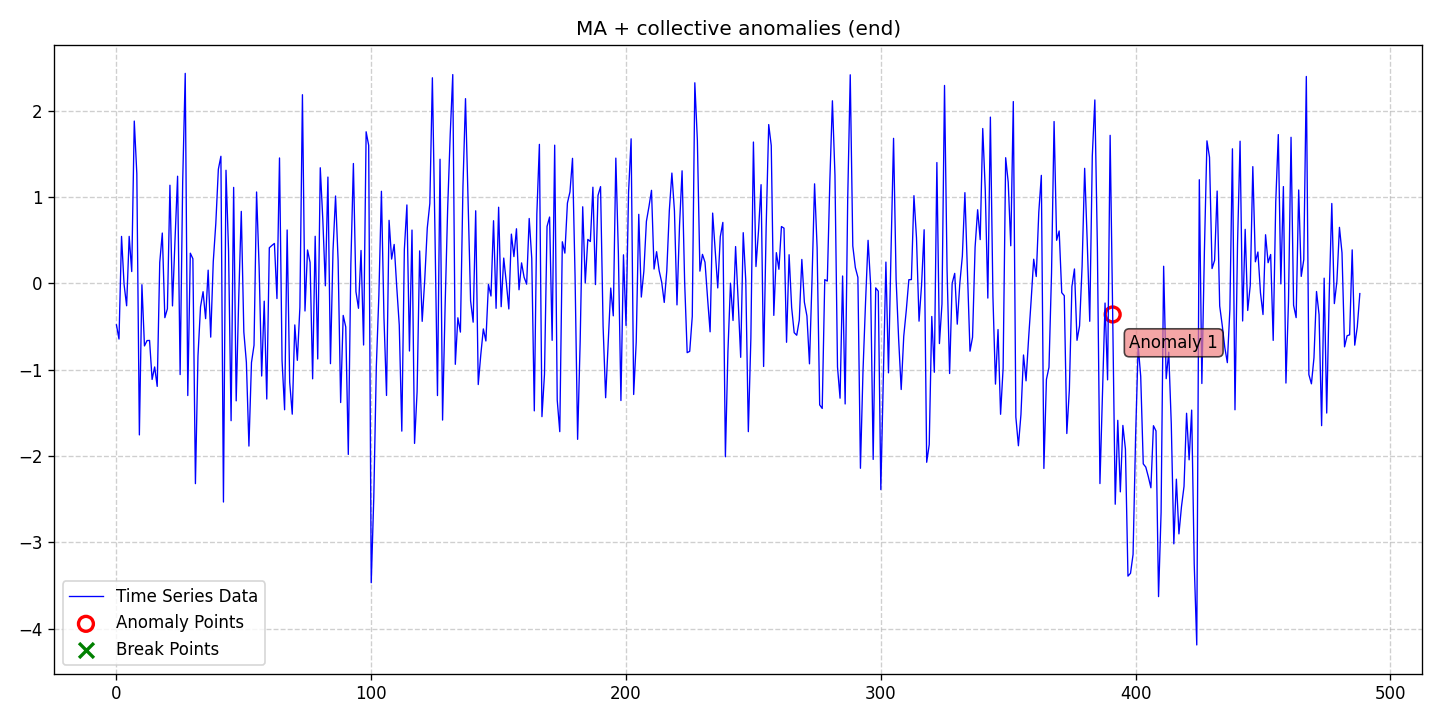 MA + collective anomalies (end)
2
1
0
−1
−2
−3
−4
Anomaly 1
Time Series Data
Anomaly Points
Break Points
0
100
200
300
400
500